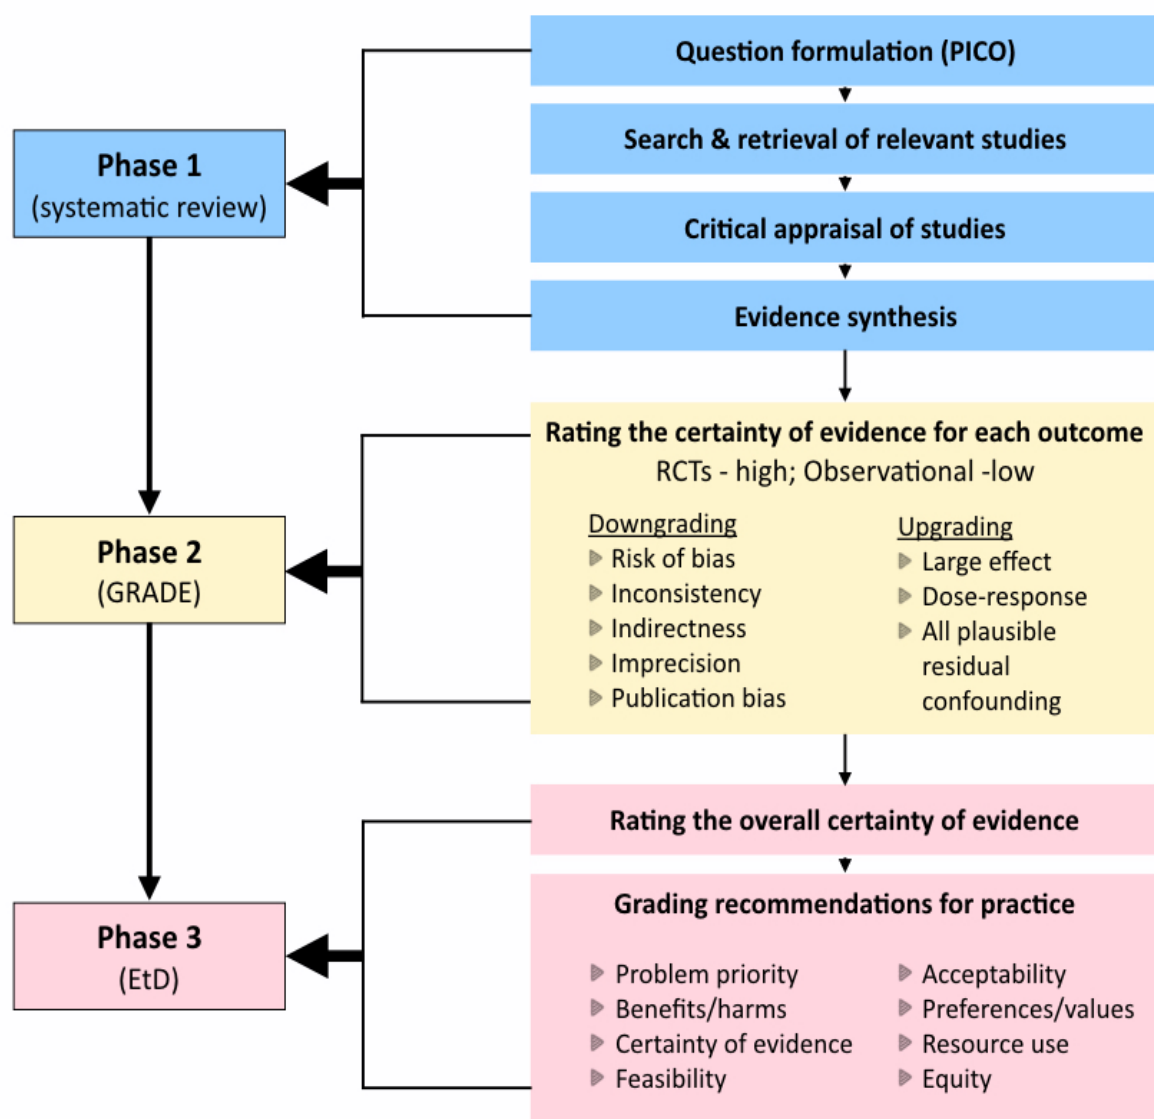 Question formulation (PICO)
Search & retrieval of relevant studies
Phase 1
(systematic review)
Critical appraisal of studies
Evidence synthesis
Rating the certainty of evidence for each outcome
RCTs - high; Observational -low
Downgrading
Risk of bias
Inconsistency
Indirectness
Imprecision
Publication bias
Upgrading
Large effect
Dose-response
All plausible
residual
confounding
Phase 2
(GRADE)
Rating the overall certainty of evidence
Grading recommendations for practice
Problem priority
Benefits/harms
Certainty of evidence
Feasibility
Acceptability
Preferences/values
Resource use
Equity
Phase 3
(EtD)